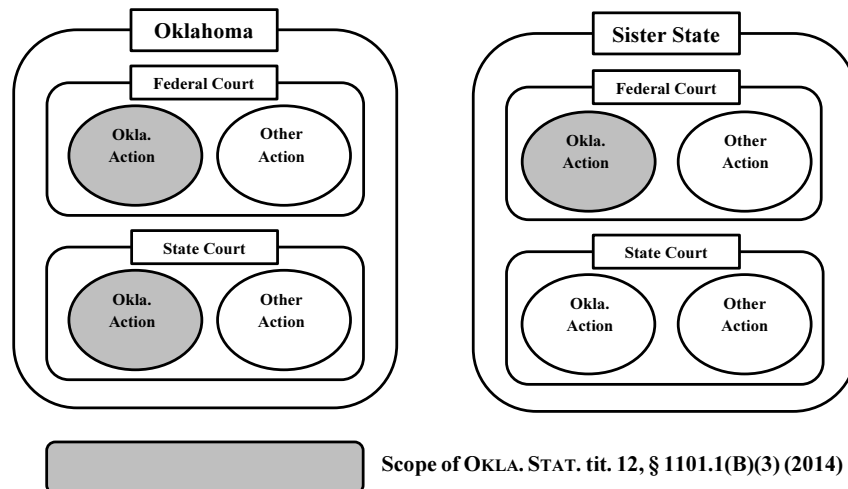 Oklahoma
Federal Court
Okla.
Action
Other
Action
State Court
Okla.
Action
Other
Action
Sister State
Federal Court
Okla.
Action
Other
Action
State Court
Okla.
Action
Other
Action
Scope of OKLA. STAT. tit. 12, § 1101.1(B)(3) (2014)